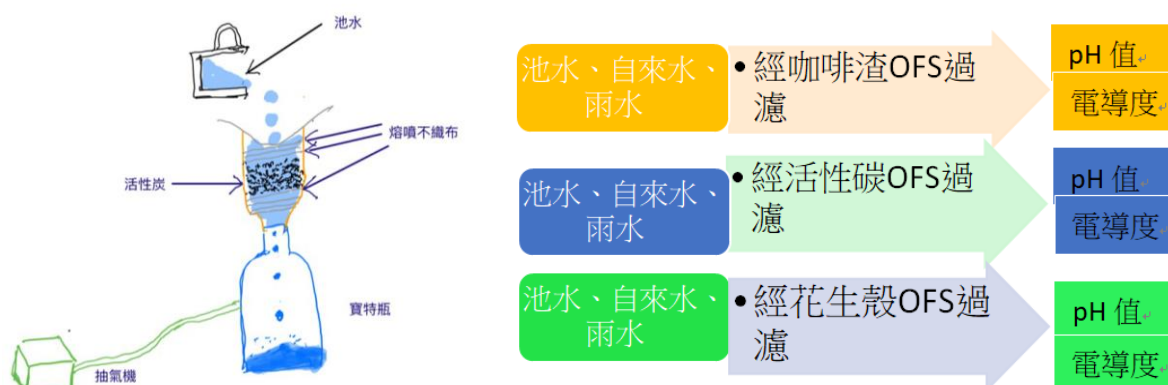 池水
熔噴不織布
活性炭
寶特瓶
抽氣機
池水、自來水、
雨水
• 經咖啡渣OFS過
濾
pH 值
電導度
池水、自來水、
雨水
• 經活性碳OFS過
濾
pH 值
電導度
池水、自來水、
雨水
• 經花生殼OFS過
濾
pH 值
電導度